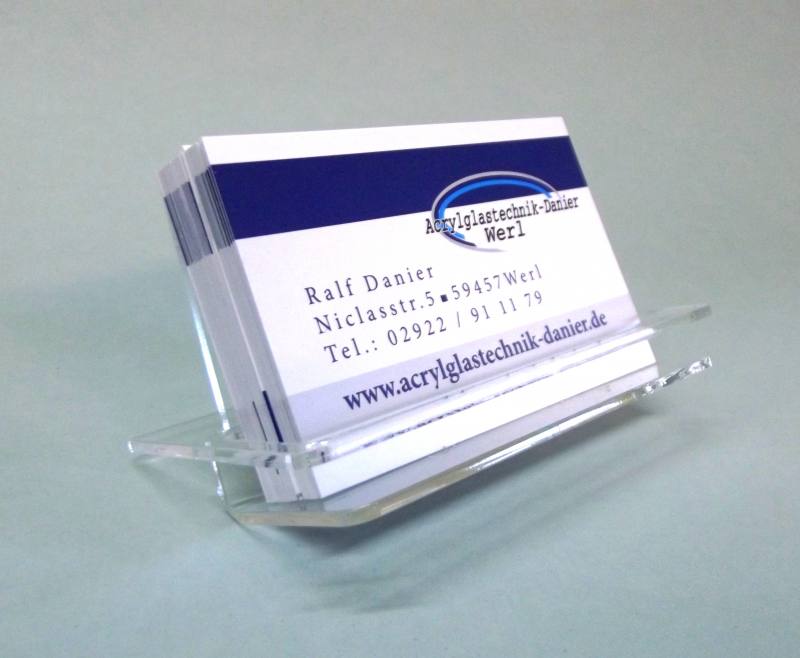 Acrylglastechnik-Danier
Werl
Ralf Danier
Niclasstr.5 ▪ 59457Werl
Tel.: 02922 / 91 11 79
www.acrylglastechnik-danier.de